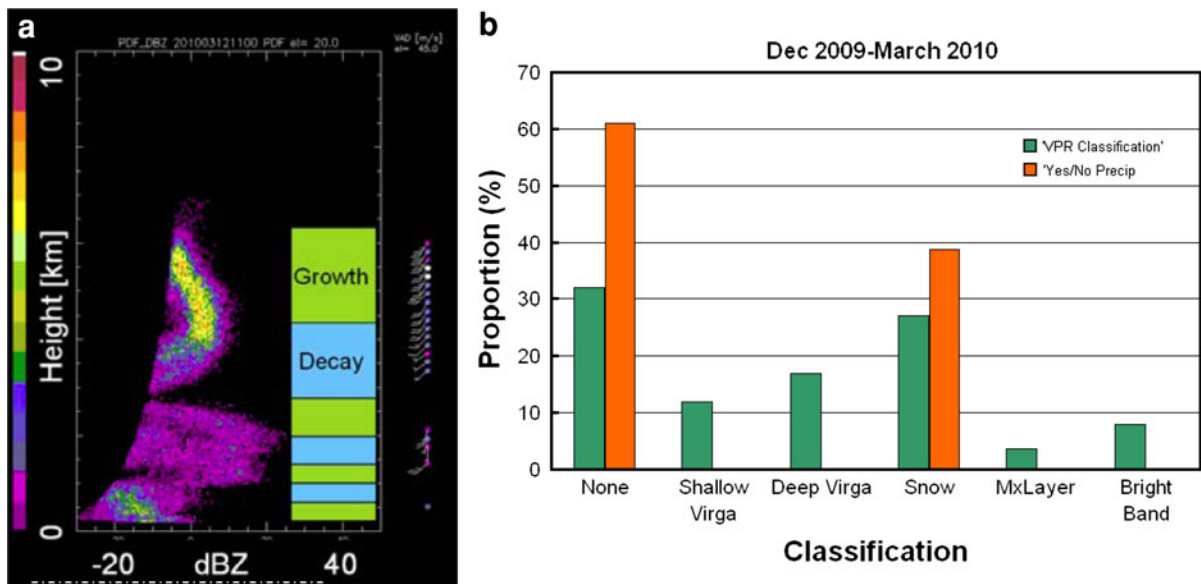 a
PDF_DBZ 201003121100 PDF el= 20.0
VAD [m/s]
el= 45.0
10
Height [km]
0
Growth
Decay
-20
dBZ
40
b
Dec 2009-March 2010
Proportion (%)
70
60
50
40
30
20
10
0
'VPR Classification'
'Yes/No Precip
None
Shallow Virga
Deep Virga
Snow
MxLayer
Bright Band
Classification